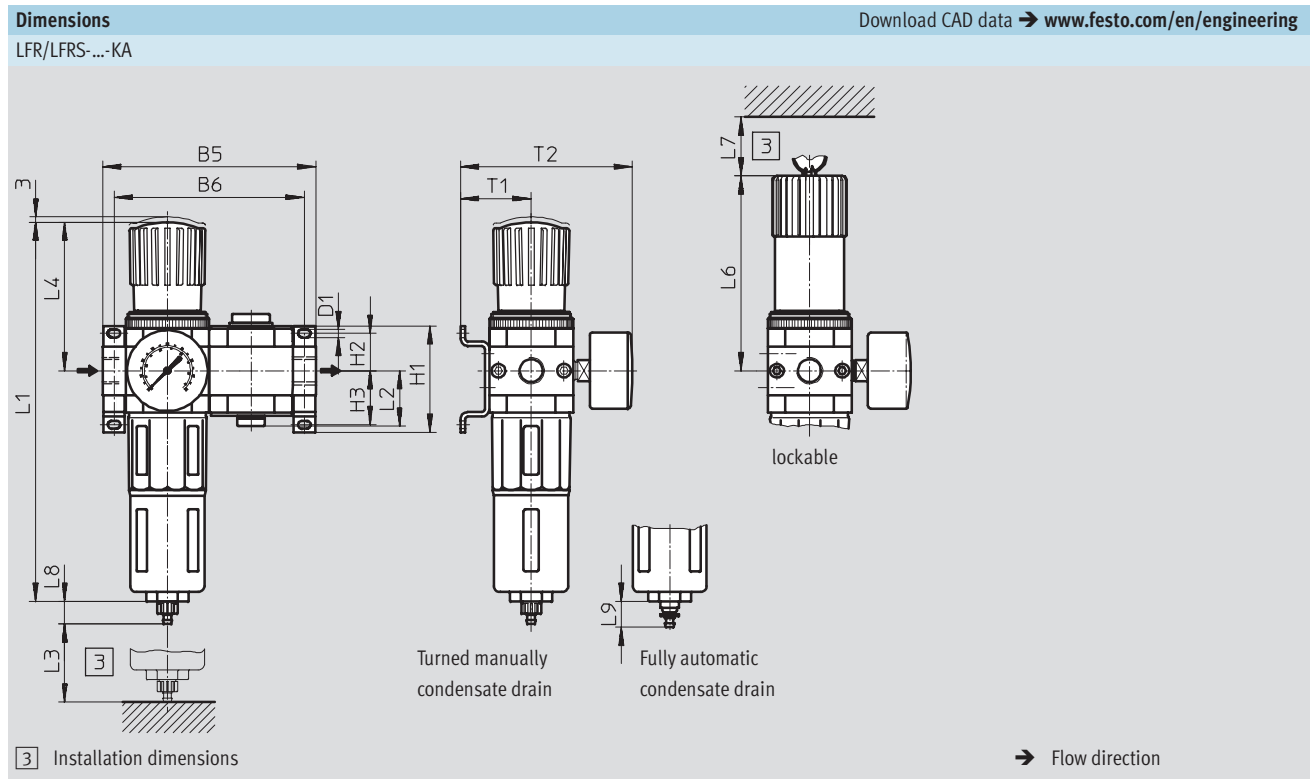 Dimensions
Download CAD data ➔ www.festo.com/en/engineering
LFR/LFRS-...-KA
B5
B6
3
L4
L1
D1
H2
H1
H3
L2
L8
L3
3
T2
T1
L7
3
L6
lockable
L9
Turned manually
condensate drain
Fully automatic
condensate drain
3 Installation dimensions
➔ Flow direction